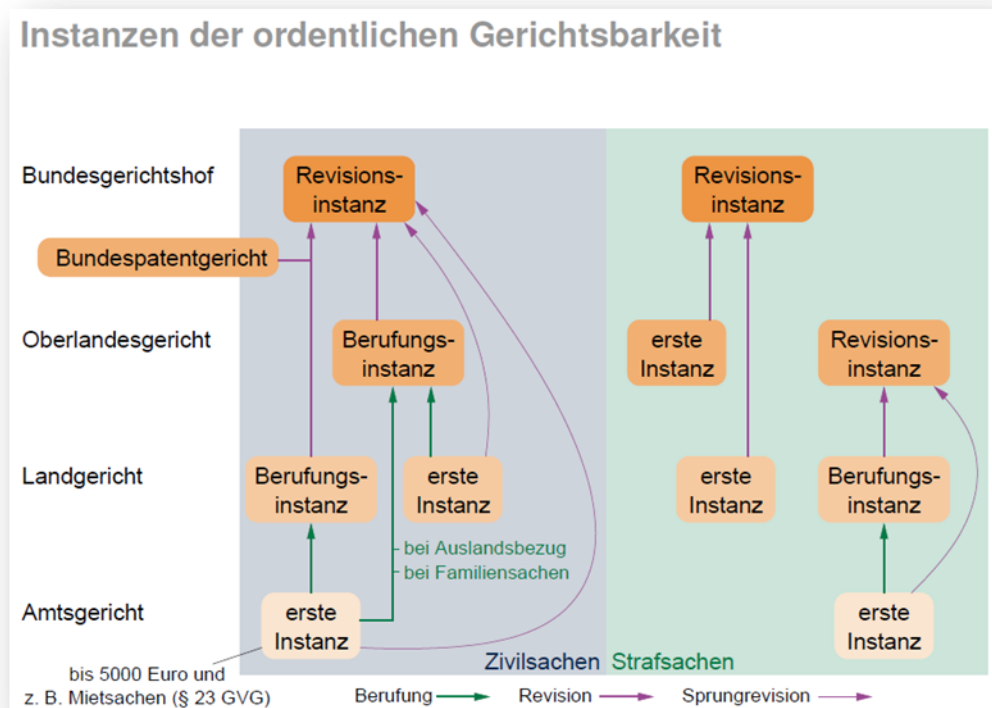 Instanzen der ordentlichen Gerichtsbarkeit
Bundesgerichtshof
Revisions-
instanz
Revisions-
instanz
Bundespatentgericht
Oberlandesgericht
Berufungs-
instanz
erste
Instanz
Revisions-
instanz
Landgericht
Berufungs-
instanz
erste
Instanz
erste
Instanz
Berufungs-
instanz
bei Auslandsbezug
bei Familiensachen
Amtsgericht
erste
Instanz
erste
Instanz
Zivilsachen
Strafsachen
bis 5000 Euro und
z. B. Mietsachen (§ 23 GVG)
Berufung
Revision
Sprungrevision